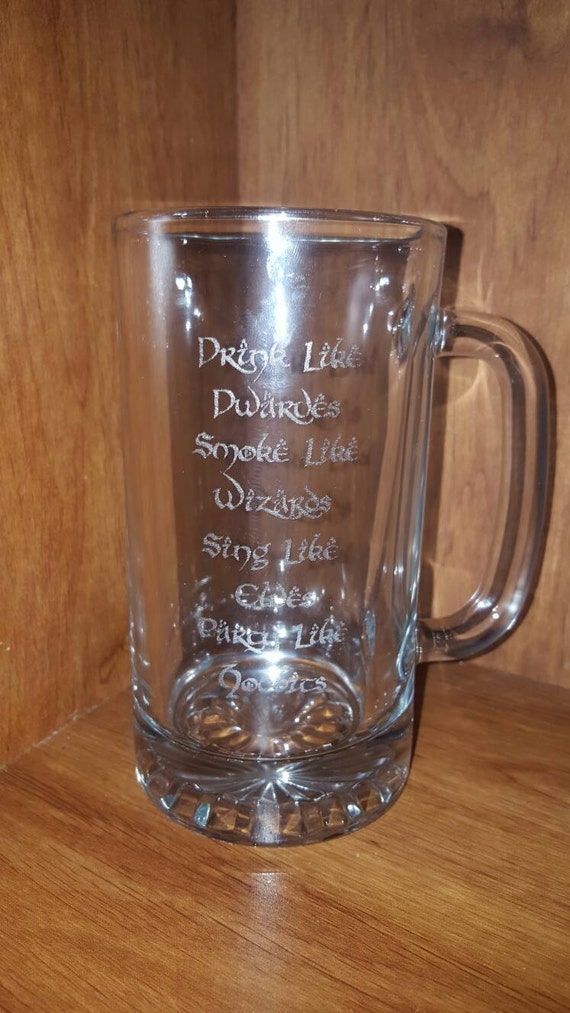 Drink Like
Dwarves
Smoke Like
Wizards
Sing Like
Elves
Party Like
Hobbits